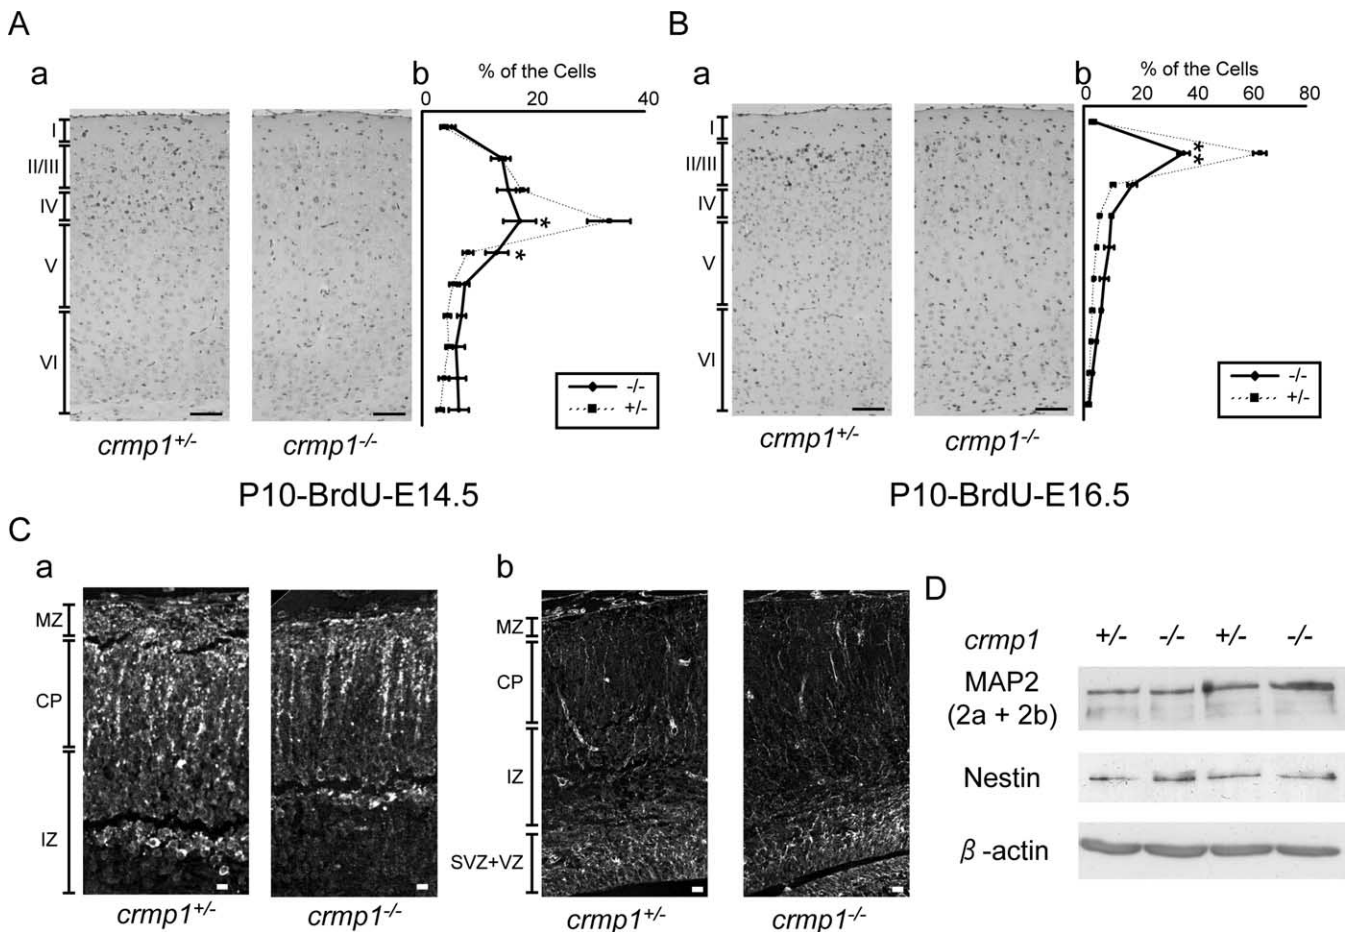 A
B
a
b
% of the Cells
a
b
% of the Cells
0
20
40
0
20
40
60
80
I
II/III
IV
V
VI
I
II/III
IV
V
VI
*
*
*
*
-/-
+/-
-/-
+/-
crmp1+/-
crmp1-/-
crmp1+/-
crmp1-/-
P10-BrdU-E14.5
P10-BrdU-E16.5
C
a
b
D
MZ
CP
IZ
MZ
CP
IZ
SVZ+VZ
crmp1+/-
crmp1-/-
crmp1+/-
crmp1-/-
crmp1 +/- -/- +/- -/-
MAP2
(2a + 2b)
Nestin
β-actin